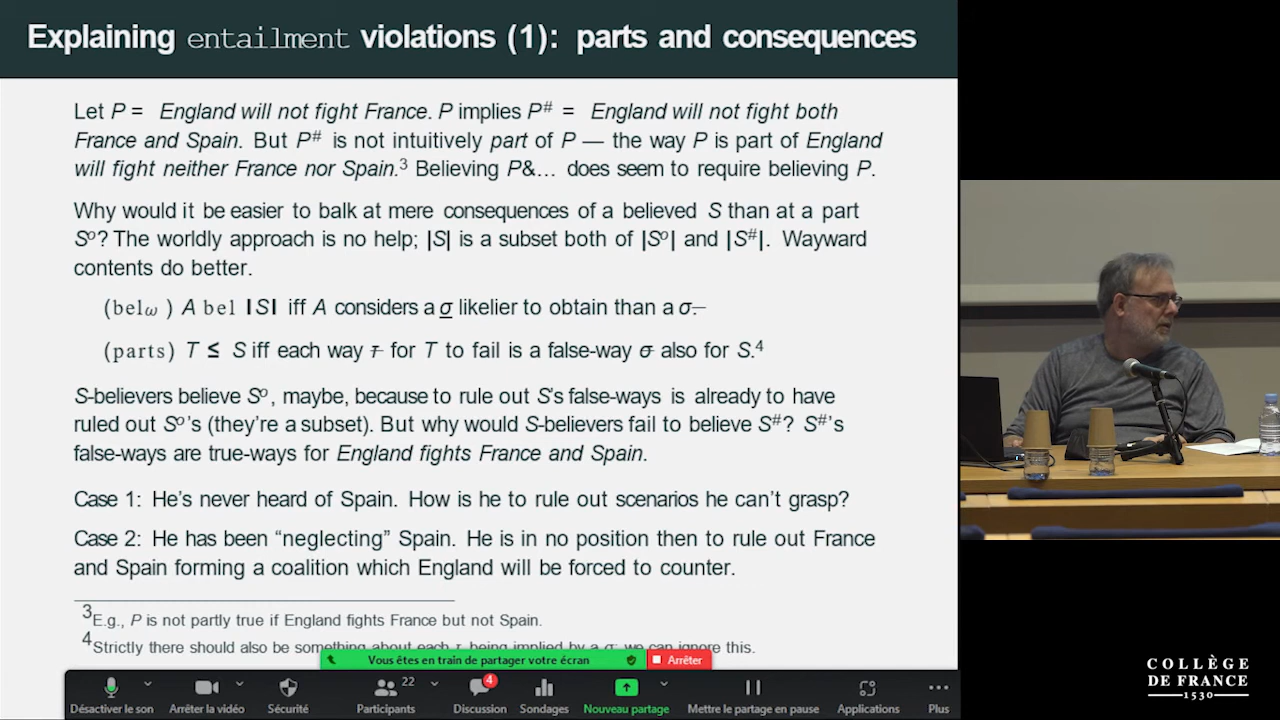 Explaining entailment violations (1): parts and consequences
Let P = England will not fight France. P implies P# = England will not fight both
France and Spain. But P# is not intuitively part of P — the way P is part of England
will fight neither France nor Spain.3 Believing P&... does seem to require believing P.
Why would it be easier to balk at mere consequences of a believed S than at a part
So? The worldly approach is no help; |S| is a subset both of |So| and |S#|. Wayward
contents do better.
(belω ) A bel ISI iff A considers a σ likelier to obtain than a σ.
(parts) T ≤ S iff each way τ for T to fail is a false-way σ also for S.4
S-believers believe So, maybe, because to rule out S's false-ways is already to have
ruled out So's (they're a subset). But why would S-believers fail to believe S#? S#'s
false-ways are true-ways for England fights France and Spain.
Case 1: He's never heard of Spain. How is he to rule out scenarios he can't grasp?
Case 2: He has been “neglecting” Spain. He is in no position then to rule out France
and Spain forming a coalition which England will be forced to counter.
3E.g., P is not partly true if England fights France but not Spain.
4Strictly there should also be something about each τ being implied by a σ; we can ignore this.
Vous êtes en train de partager votre écran
Arrêter
22
4
Désactiver le son
Arrêter la vidéo
Sécurité
Participants
Discussion
Sondages
Nouveau partage
Mettre le partage en pause
Applications
Plus
COLLÈGE
DE FRANCE
1530